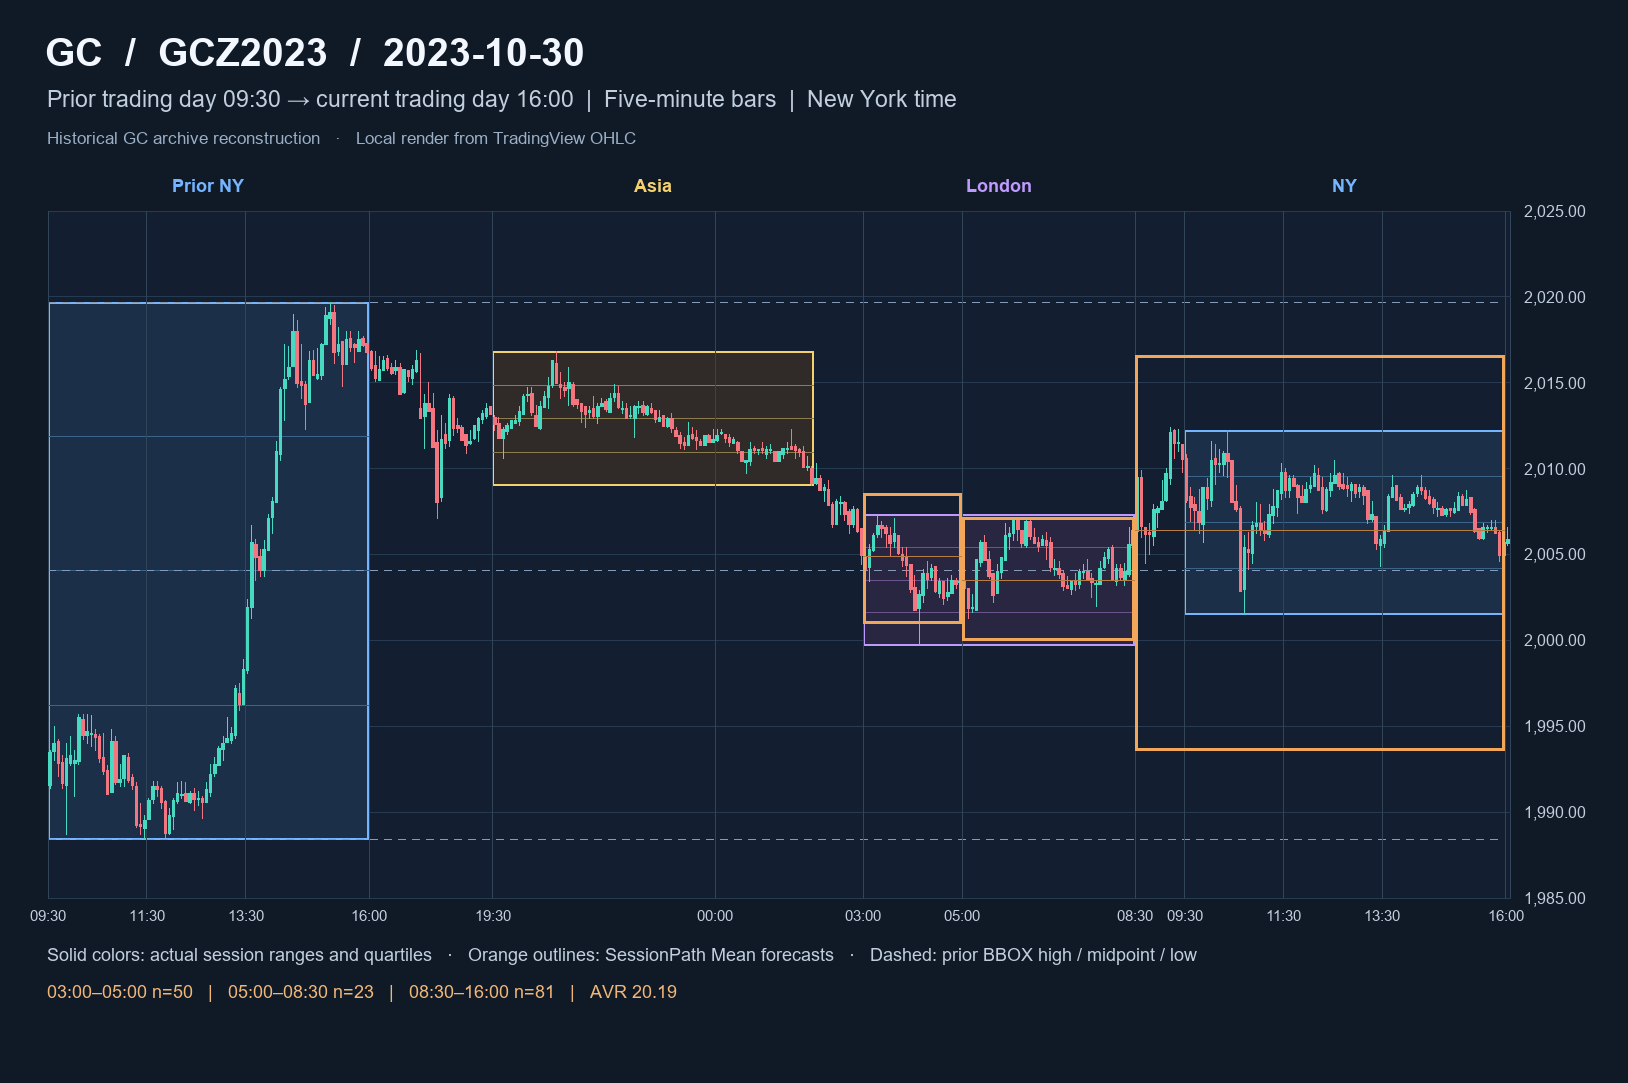 GC / GCZ2023 / 2023-10-30
Prior trading day 09:30 → current trading day 16:00 | Five-minute bars | New York time
Historical GC archive reconstruction · Local render from TradingView OHLC
Prior NY Asia London NY
2,025.00
2,020.00
2,015.00
2,010.00
2,005.00
2,000.00
1,995.00
1,990.00
1,985.00
09:30 11:30 13:30 16:00 19:30 00:00 03:00 05:00 08:30 09:30 11:30 13:30 16:00
Solid colors: actual session ranges and quartiles · Orange outlines: SessionPath Mean forecasts · Dashed: prior BBOX high / midpoint / low
03:00–05:00 n=50 | 05:00–08:30 n=23 | 08:30–16:00 n=81 | AVR 20.19